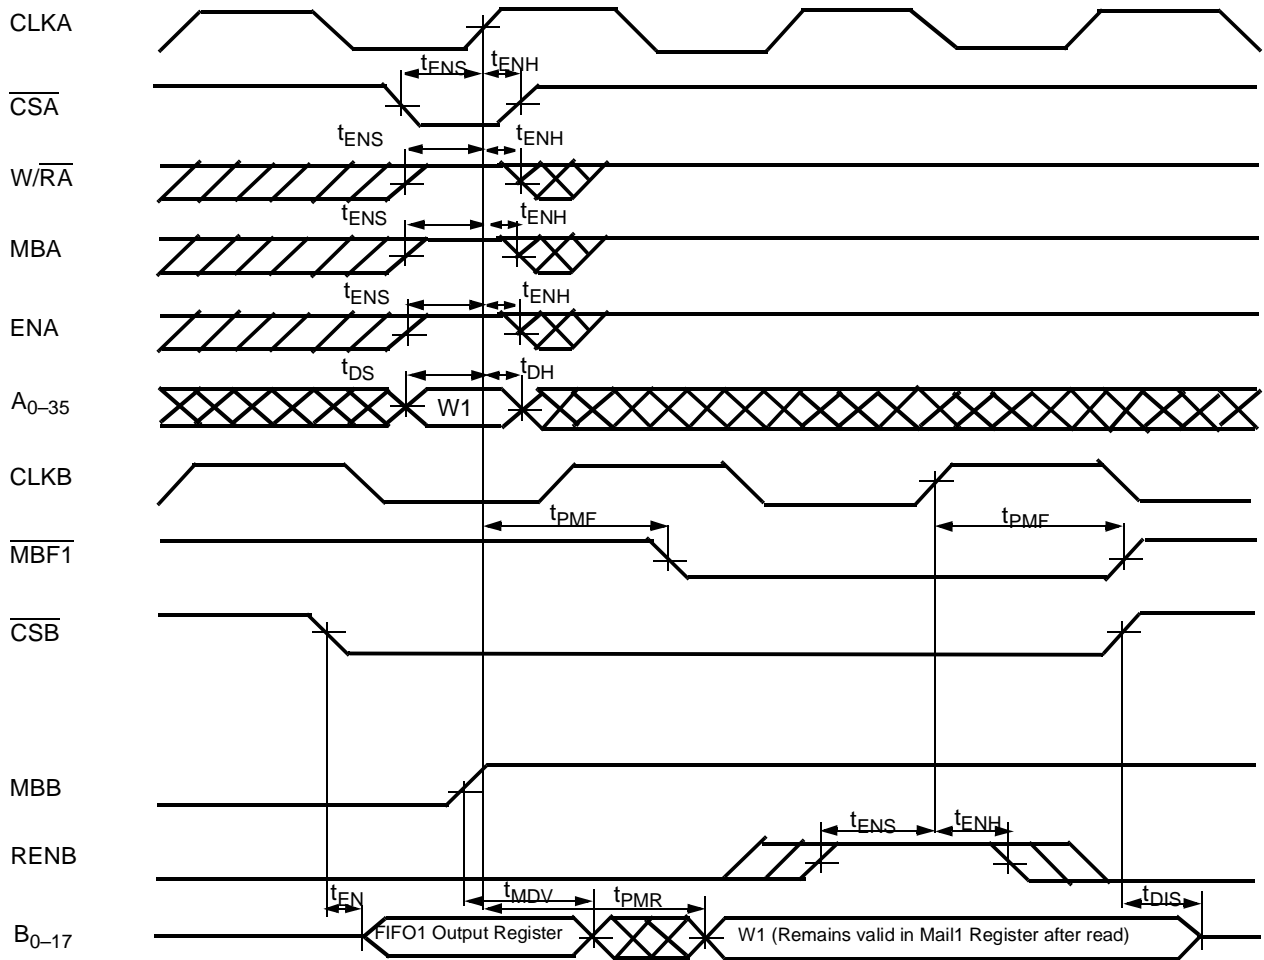 CLKA
tENS tENH
CSA
tENS tENH
W/RA
tENS tENH
MBA
tENS tENH
ENA
tDS tDH
A0–35 W1
CLKB
tPMF tPMF
MBF1
CSB
MBB
tENS tENH
RENB
tEN tMDV tPMR tDIS
B0–17 FIFO1 Output Register W1 (Remains valid in Mail1 Register after read)